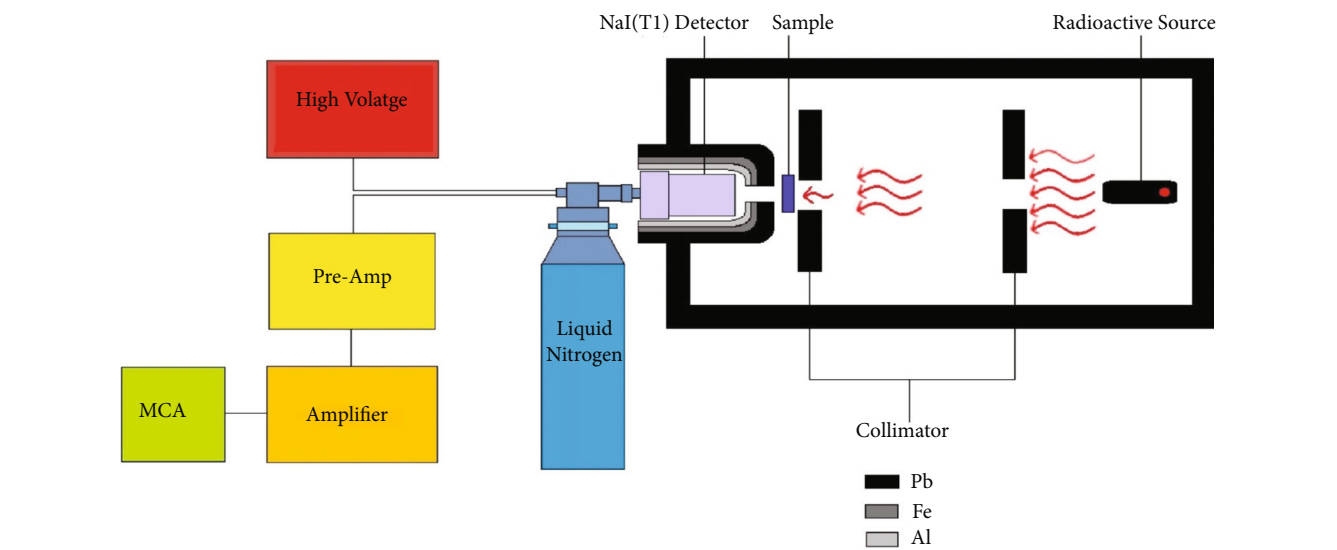 NaI(T1) Detector
Sample
Radioactive Source
High Volatge
Pre-Amp
Liquid
Nitrogen
MCA
Amplifier
Collimator
Pb
Fe
Al